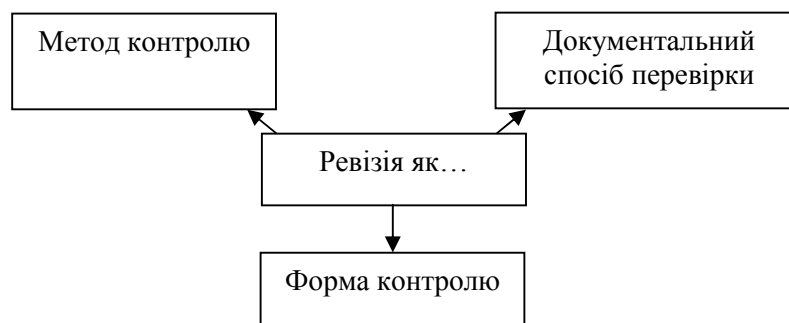 Метод контролю
Документальний
спосіб перевірки
Ревізія як…
Форма контролю